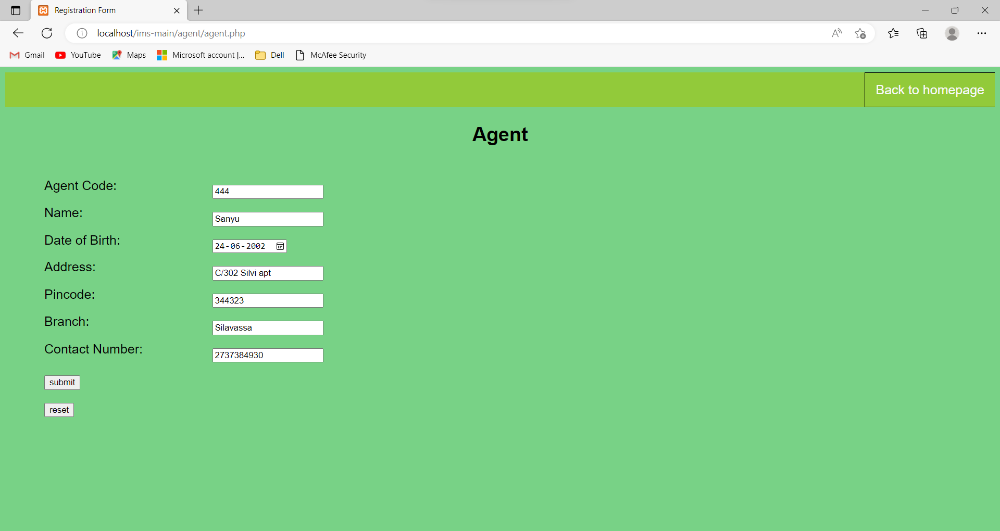 Registration Form
localhost/ims-main/agent/agent.php
Gmail YouTube Maps Microsoft account |... Dell McAfee Security
Back to homepage
Agent
Agent Code: 444
Name: Sanyu
Date of Birth: 24-06-2002
Address: C/302 Silvi apt
Pincode: 344323
Branch: Silavassa
Contact Number: 2737384930
submit
reset